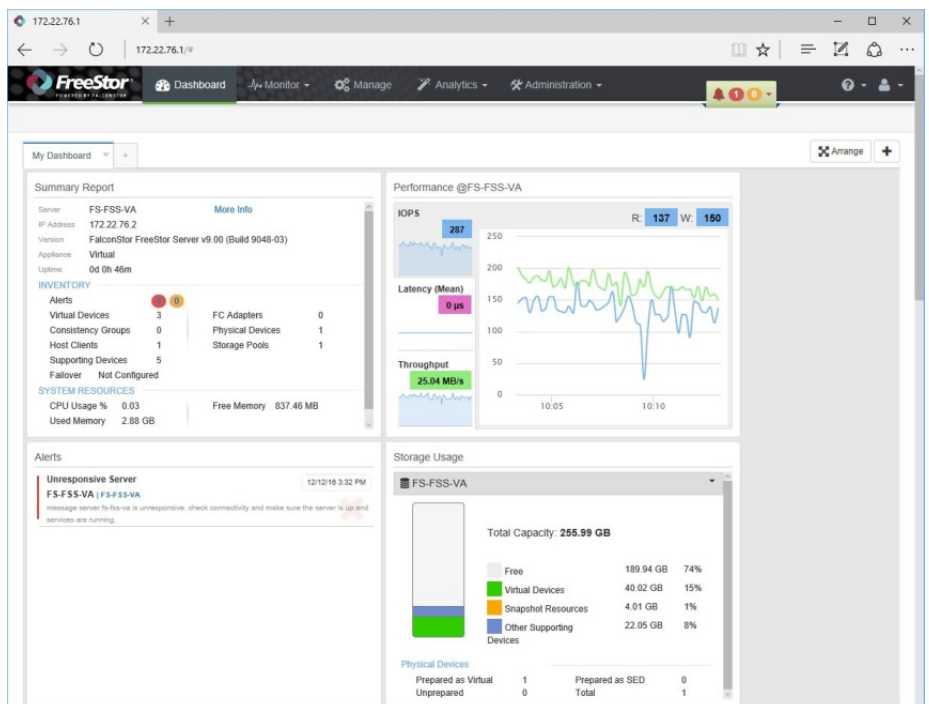 172.22.76.1
172.22.76.1/#
FreeStor
POWERED BY FALCONSTOR
Dashboard
Monitor
Manage
Analytics
Administration
1 0
My Dashboard
+
Arrange
Summary Report
Server FS-FSS-VA More Info
IP Address 172.22.76.2
Version FalconStor FreeStor Server v9.00 (Build 9048-03)
Appliance Virtual
Uptime 0d 0h 46m
INVENTORY
Alerts 0
Virtual Devices 3 FC Adapters 0
Consistency Groups 0 Physical Devices 1
Host Clients 1 Storage Pools 1
Supporting Devices 5
Failover Not Configured
SYSTEM RESOURCES
CPU Usage % 0.03 Free Memory 837.46 MB
Used Memory 2.88 GB
Performance @FS-FSS-VA
IOPS
287
R: 137 W: 150
Latency (Mean)
0 µs
Throughput
25.04 MB/s
250
200
150
100
50
0
10:05 10:10
Alerts
Unresponsive Server 12/12/16 3:32 PM
FS-FSS-VA | FS-FSS-VA
message server fs-fss-va is unresponsive. check connectivity and make sure the server is up and
services are running.
Storage Usage
FS-FSS-VA
Total Capacity: 255.99 GB
Free 189.94 GB 74%
Virtual Devices 40.02 GB 15%
Snapshot Resources 4.01 GB 1%
Other Supporting 22.05 GB 8%
Devices
Physical Devices
Prepared as Virtual 1 Prepared as SED 0
Unprepared 0 Total 1